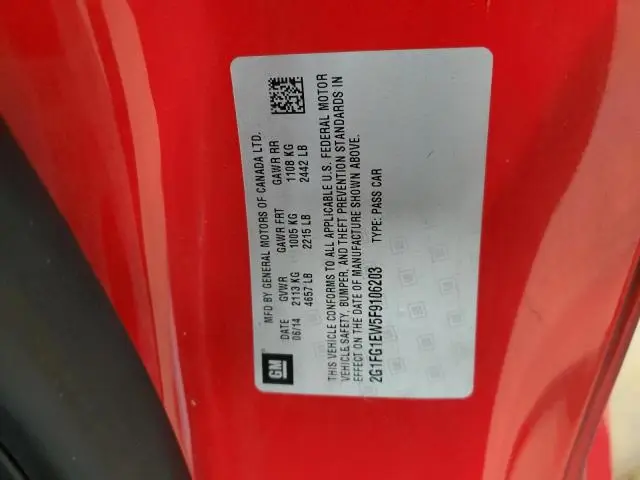 MFD BY GENERAL MOTORS OF CANADA LTD.
DATE GVWR GAWR FRT GAWR RR
06/14 2113 KG 1005 KG 1108 KG
4657 LB 2215 LB 2442 LB
GM
THIS VEHICLE CONFORMS TO ALL APPLICABLE U.S. FEDERAL MOTOR
VEHICLE SAFETY, BUMPER, AND THEFT PREVENTION STANDARDS IN
EFFECT ON THE DATE OF MANUFACTURE SHOWN ABOVE.
2G1FG1EW5F9106203 TYPE: PASS CAR